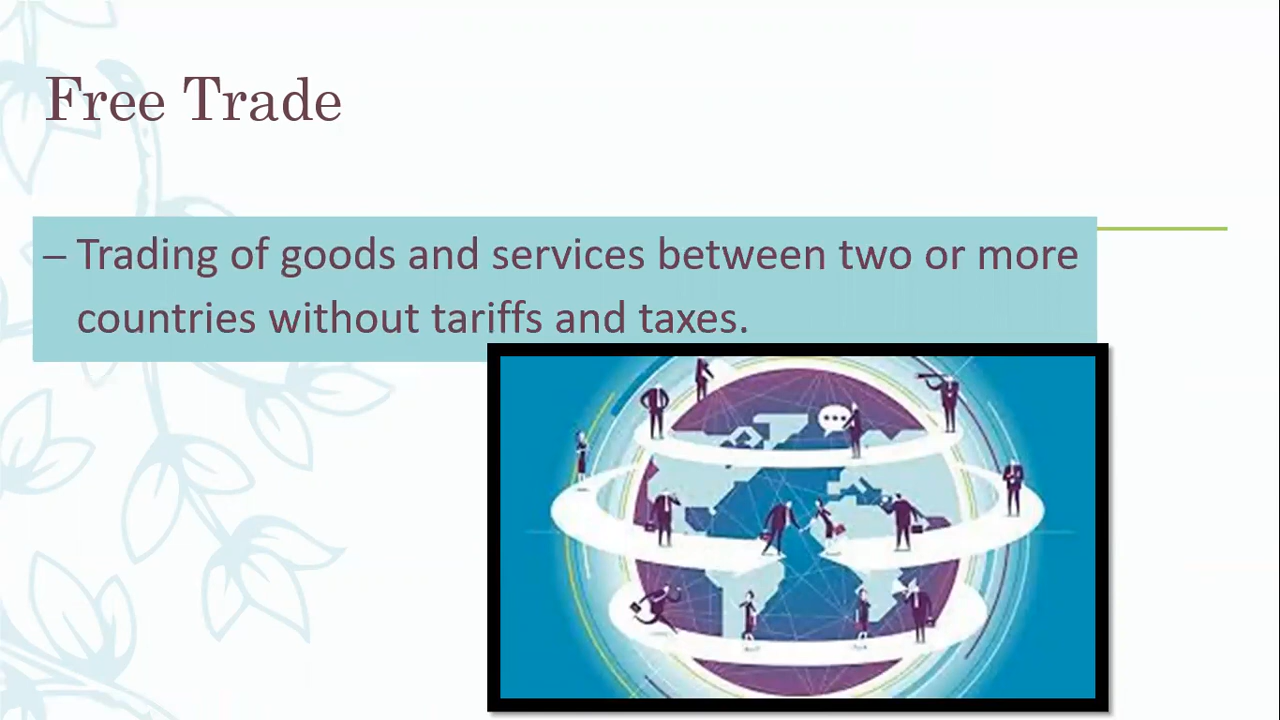 Free Trade
– Trading of goods and services between two or more
countries without tariffs and taxes.